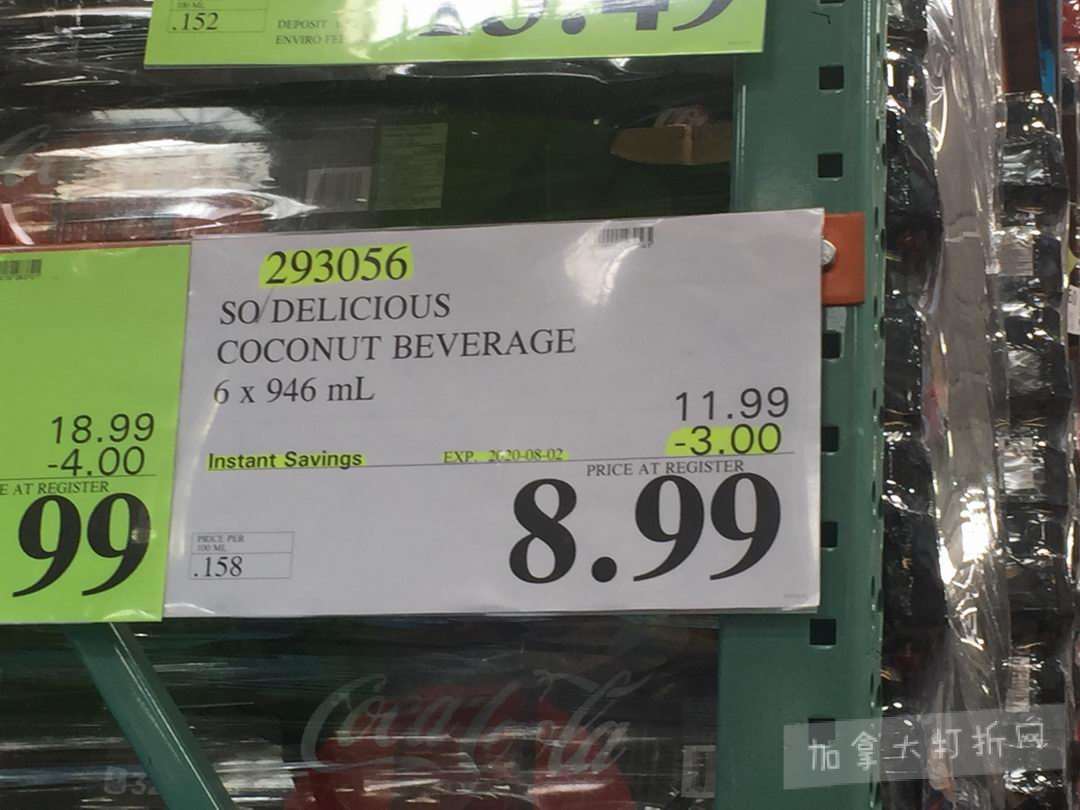 .152
DEPOSIT
ENVIRO FEE
293056
SO DELICIOUS
COCONUT BEVERAGE
6 x 946 mL
11.99
Instant Savings
EXP. 2020-08-02
-3.00
PRICE AT REGISTER
8.99
PRICE PER
100 ML
.158
18.99
-4.00
E AT REGISTER
99
Coca-Cola
加拿大打折网